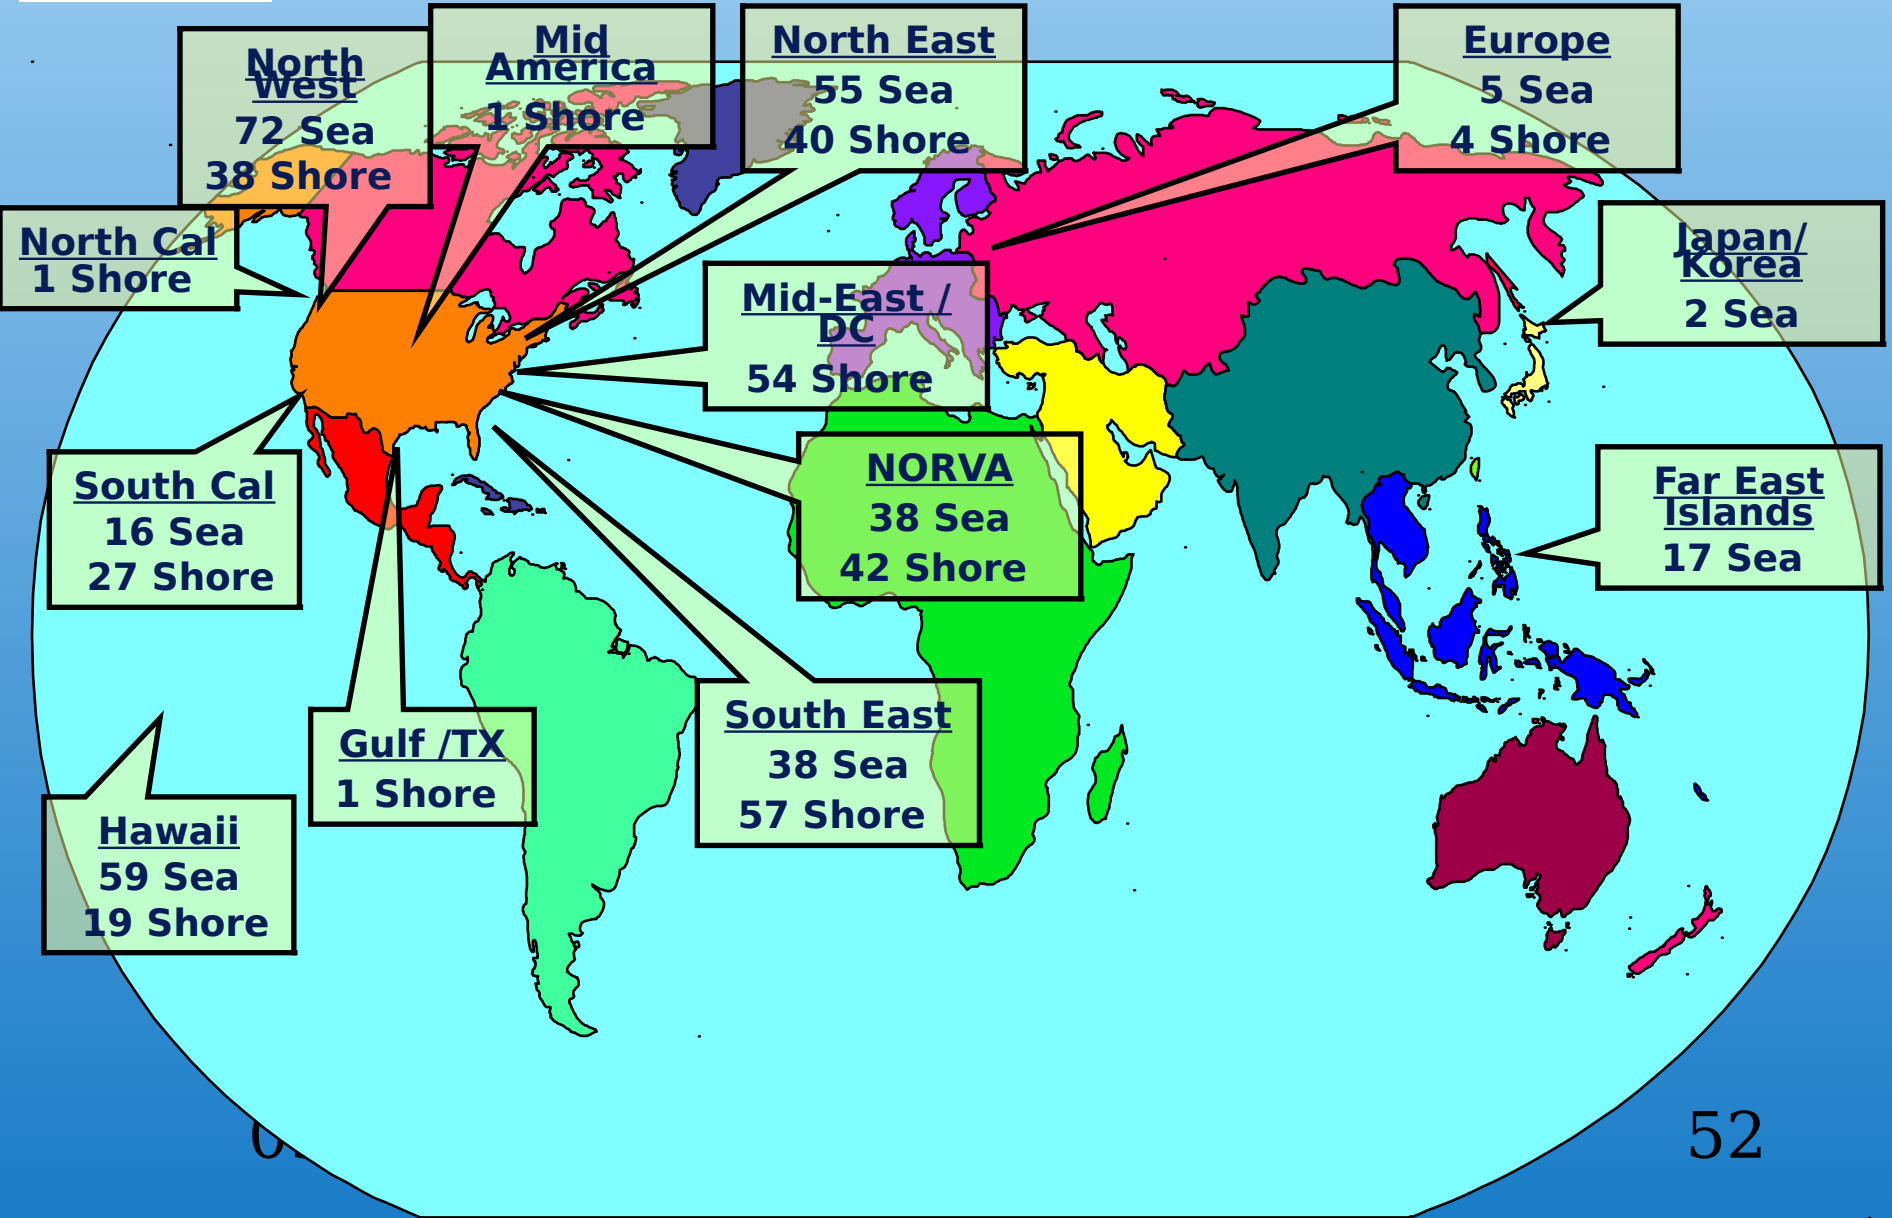 North
West
72 Sea
38 Shore
Mid
America
1 Shore
North East
55 Sea
40 Shore
Europe
5 Sea
4 Shore
North Cal
1 Shore
Japan/
Korea
2 Sea
Mid-East /
DC
54 Shore
South Cal
16 Sea
27 Shore
NORVA
38 Sea
42 Shore
Far East
Islands
17 Sea
Gulf /TX
1 Shore
South East
38 Sea
57 Shore
Hawaii
59 Sea
19 Shore
52